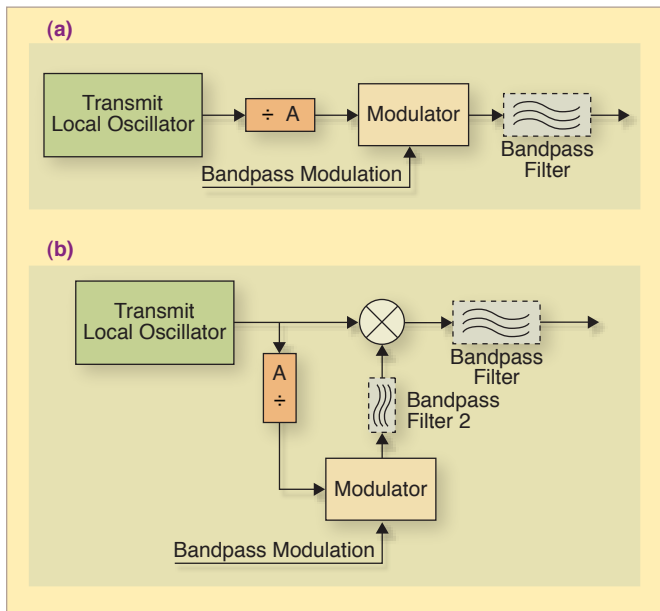 (a)
Transmit
Local Oscillator
÷ A
Modulator
Bandpass Modulation
Bandpass
Filter
(b)
Transmit
Local Oscillator
A
÷
Bandpass
Filter
Bandpass
Filter 2
Modulator
Bandpass Modulation